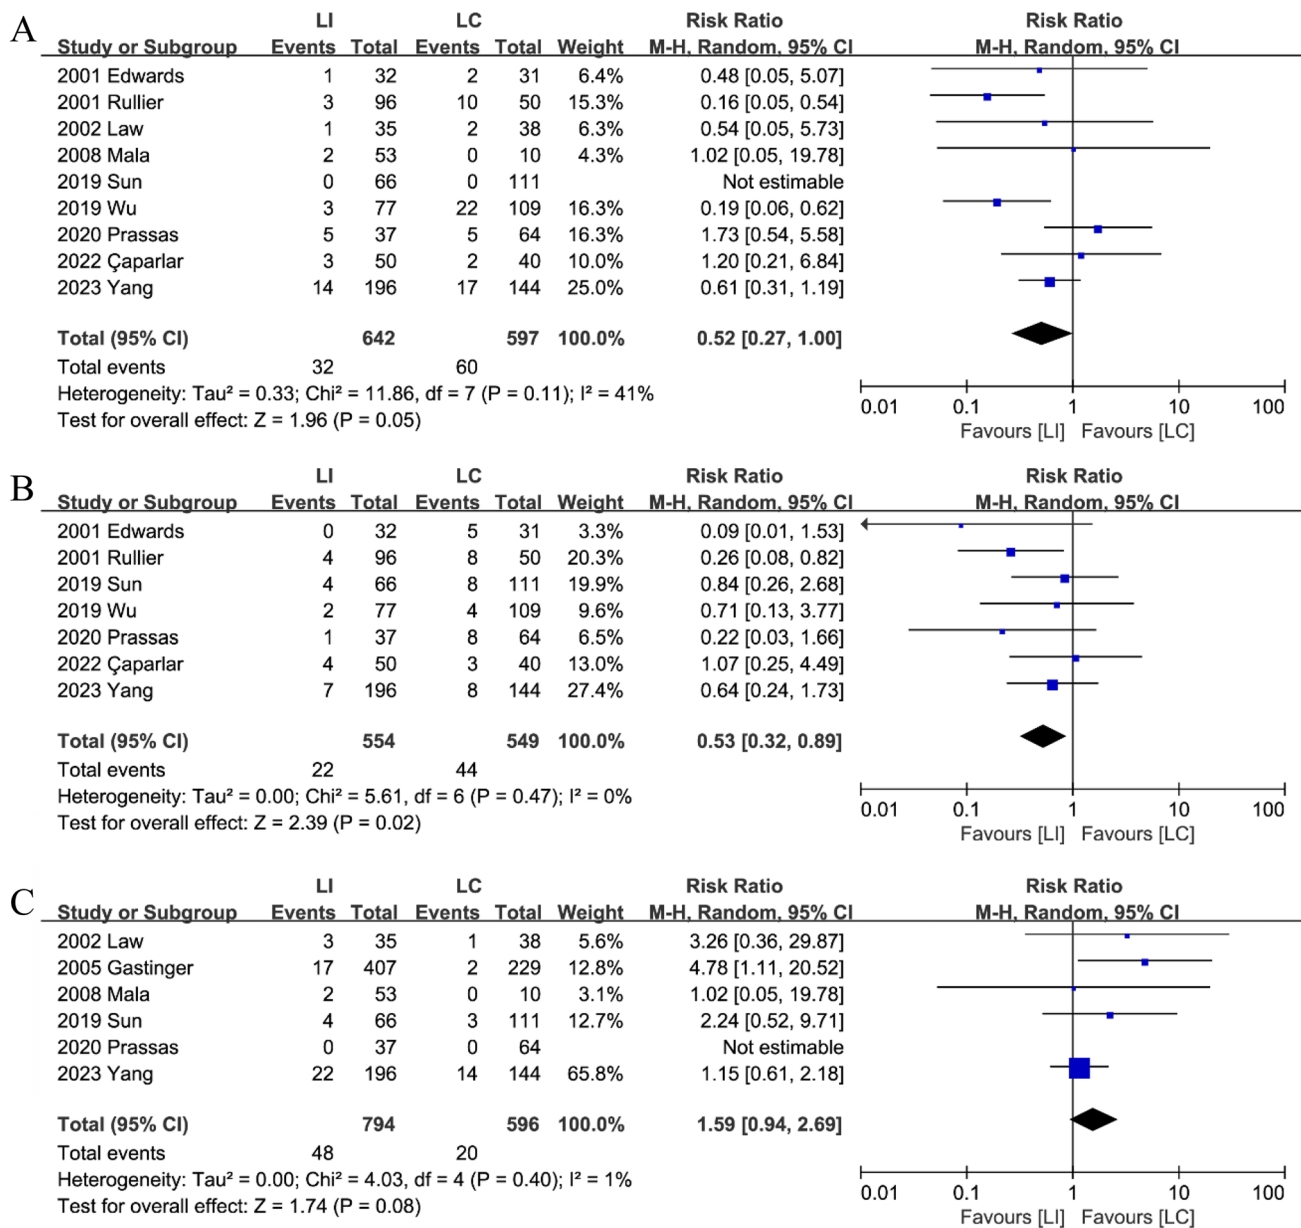 A
LI LC Risk Ratio Risk Ratio
Study or Subgroup Events Total Events Total Weight M-H, Random, 95% CI M-H, Random, 95% CI
2001 Edwards 1 32 2 31 6.4% 0.48 [0.05, 5.07]
2001 Rullier 3 96 10 50 15.3% 0.16 [0.05, 0.54]
2002 Law 1 35 2 38 6.3% 0.54 [0.05, 5.73]
2008 Mala 2 53 0 10 4.3% 1.02 [0.05, 19.78]
2019 Sun 0 66 0 111 Not estimable
2019 Wu 3 77 22 109 16.3% 0.19 [0.06, 0.62]
2020 Prassas 5 37 5 64 16.3% 1.73 [0.54, 5.58]
2022 Çaparlar 3 50 2 40 10.0% 1.20 [0.21, 6.84]
2023 Yang 14 196 17 144 25.0% 0.61 [0.31, 1.19]
Total (95% CI) 642 597 100.0% 0.52 [0.27, 1.00]
Total events 32 60
Heterogeneity: Tau² = 0.33; Chi² = 11.86, df = 7 (P = 0.11); I² = 41%
Test for overall effect: Z = 1.96 (P = 0.05)
0.01 0.1 1 10 100
Favours [LI] Favours [LC]
B
LI LC Risk Ratio Risk Ratio
Study or Subgroup Events Total Events Total Weight M-H, Random, 95% CI M-H, Random, 95% CI
2001 Edwards 0 32 5 31 3.3% 0.09 [0.01, 1.53]
2001 Rullier 4 96 8 50 20.3% 0.26 [0.08, 0.82]
2019 Sun 4 66 8 111 19.9% 0.84 [0.26, 2.68]
2019 Wu 2 77 4 109 9.6% 0.71 [0.13, 3.77]
2020 Prassas 1 37 8 64 6.5% 0.22 [0.03, 1.66]
2022 Çaparlar 4 50 3 40 13.0% 1.07 [0.25, 4.49]
2023 Yang 7 196 8 144 27.4% 0.64 [0.24, 1.73]
Total (95% CI) 554 549 100.0% 0.53 [0.32, 0.89]
Total events 22 44
Heterogeneity: Tau² = 0.00; Chi² = 5.61, df = 6 (P = 0.47); I² = 0%
Test for overall effect: Z = 2.39 (P = 0.02)
0.01 0.1 1 10 100
Favours [LI] Favours [LC]
C
LI LC Risk Ratio Risk Ratio
Study or Subgroup Events Total Events Total Weight M-H, Random, 95% CI M-H, Random, 95% CI
2002 Law 3 35 1 38 5.6% 3.26 [0.36, 29.87]
2005 Gastinger 17 407 2 229 12.8% 4.78 [1.11, 20.52]
2008 Mala 2 53 0 10 3.1% 1.02 [0.05, 19.78]
2019 Sun 4 66 3 111 12.7% 2.24 [0.52, 9.71]
2020 Prassas 0 37 0 64 Not estimable
2023 Yang 22 196 14 144 65.8% 1.15 [0.61, 2.18]
Total (95% CI) 794 596 100.0% 1.59 [0.94, 2.69]
Total events 48 20
Heterogeneity: Tau² = 0.00; Chi² = 4.03, df = 4 (P = 0.40); I² = 1%
Test for overall effect: Z = 1.74 (P = 0.08)
0.01 0.1 1 10 100
Favours [LI] Favours [LC]